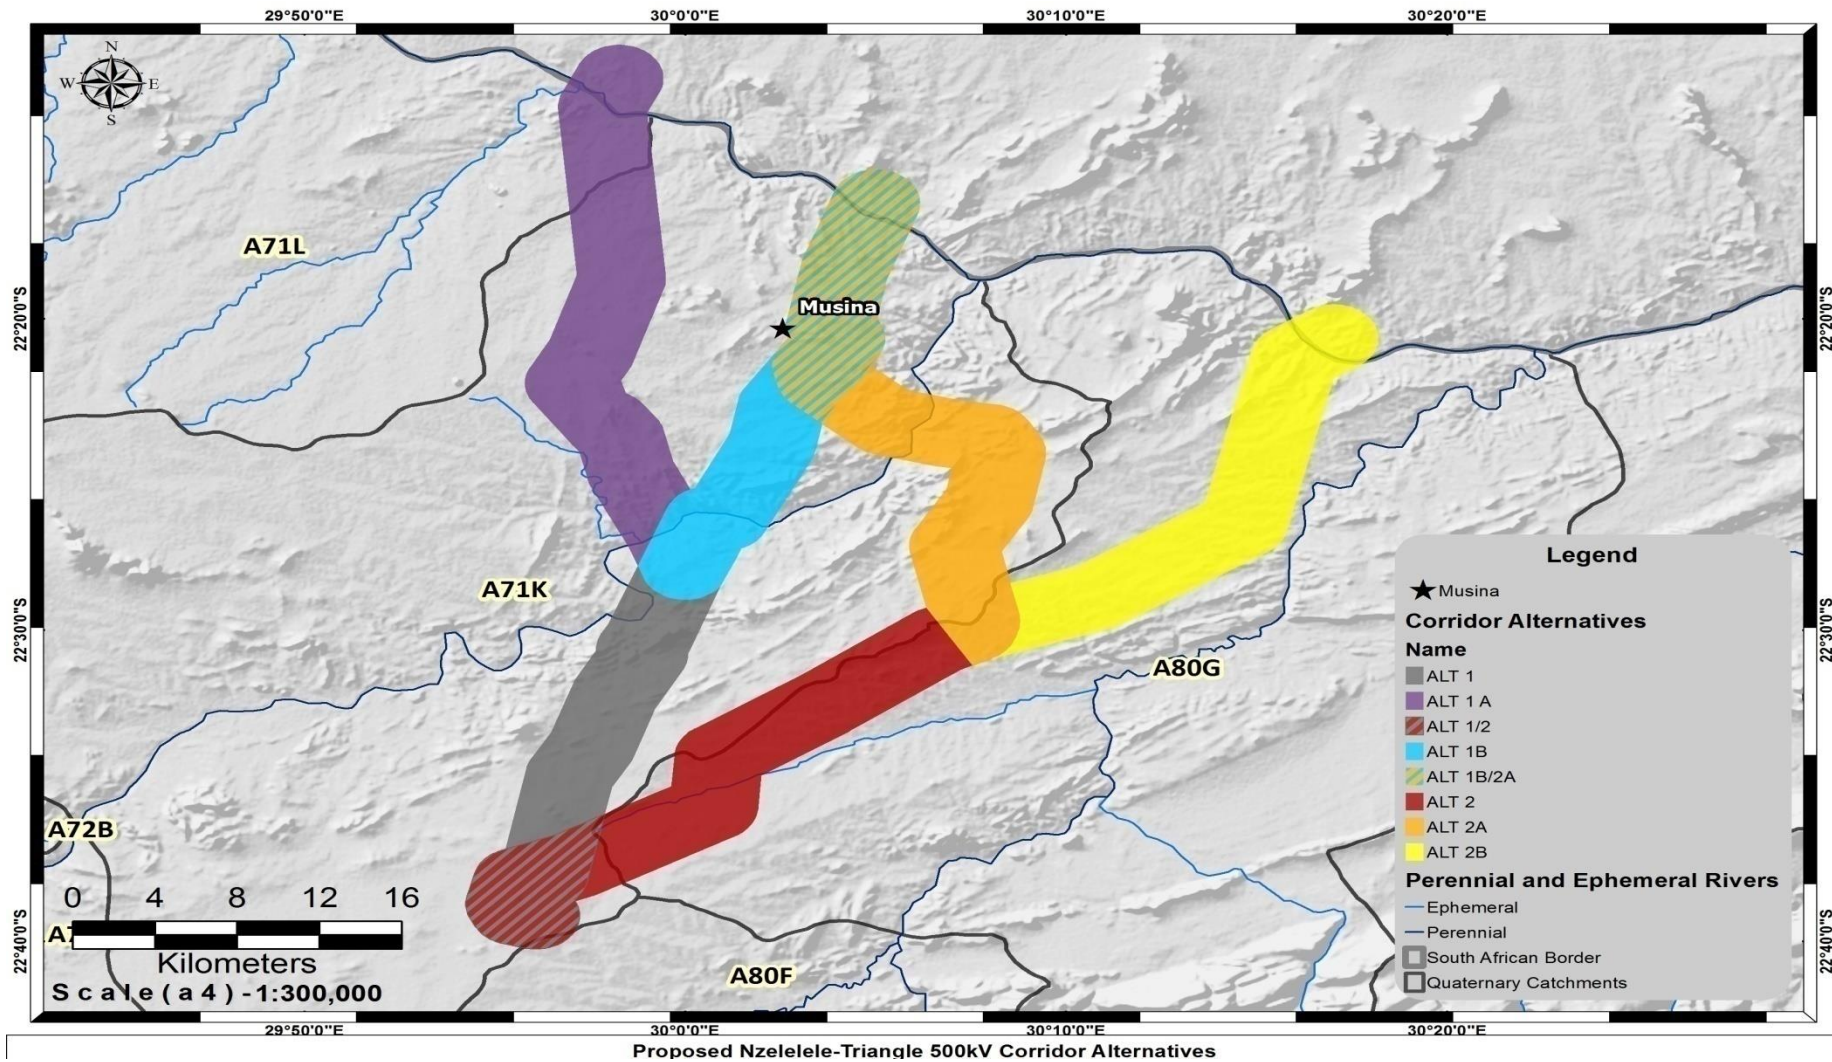 29°50'0"E 30°0'0"E 30°10'0"E 30°20'0"E
N
W E
S
A71L
22°20'0"S
Musina
22°20'0"S
A71K
22°30'0"S
A80G
22°30'0"S
A72B
0 4 8 12 16
A7
Kilometers
Scale(a4)-1:300,000
22°40'0"S
A80F
Legend
Musina
Corridor Alternatives
Name
ALT 1
ALT 1 A
ALT 1/2
ALT 1B
ALT 1B/2A
ALT 2
ALT 2A
ALT 2B
Perennial and Ephemeral Rivers
Ephemeral
Perennial
South African Border
Quaternary Catchments
22°40'0"S
29°50'0"E 30°0'0"E 30°10'0"E 30°20'0"E
Proposed Nzelelele-Triangle 500kV Corridor Alternatives